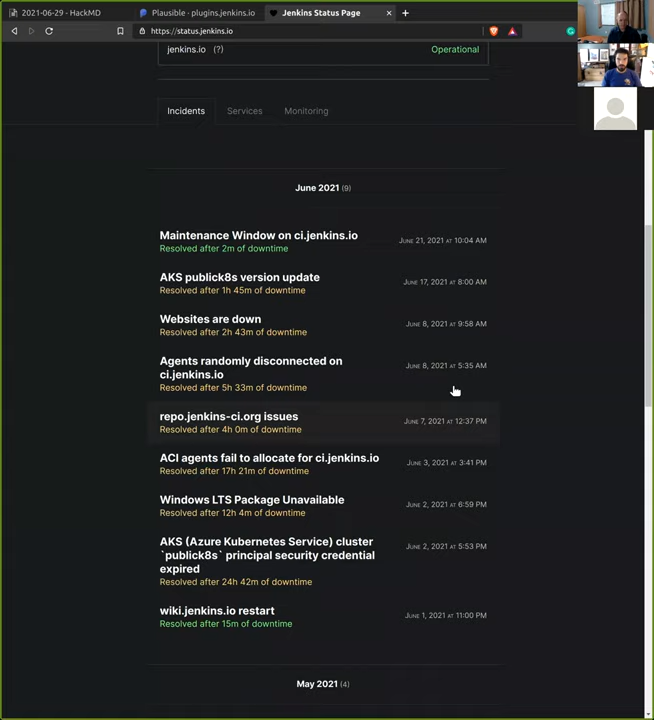 2021-06-29 - HackMD
Plausible · plugins.jenkins.io
Jenkins Status Page
https://status.jenkins.io
jenkins.io (?)
Operational
Incidents
Services
Monitoring
June 2021 (9)
Maintenance Window on ci.jenkins.io
June 21, 2021 at 10:04 AM
Resolved after 2m of downtime
AKS publick8s version update
June 17, 2021 at 8:00 AM
Resolved after 1h 45m of downtime
Websites are down
June 8, 2021 at 9:58 AM
Resolved after 2h 43m of downtime
Agents randomly disconnected on
ci.jenkins.io
June 8, 2021 at 5:35 AM
Resolved after 5h 33m of downtime
repo.jenkins-ci.org issues
June 7, 2021 at 12:37 PM
Resolved after 4h 0m of downtime
ACI agents fail to allocate for ci.jenkins.io
June 3, 2021 at 3:41 PM
Resolved after 17h 21m of downtime
Windows LTS Package Unavailable
June 2, 2021 at 6:59 PM
Resolved after 12h 4m of downtime
AKS (Azure Kubernetes Service) cluster
`publick8s` principal security credential
expired
June 2, 2021 at 5:53 PM
Resolved after 24h 42m of downtime
wiki.jenkins.io restart
June 1, 2021 at 11:00 PM
Resolved after 15m of downtime
May 2021 (4)